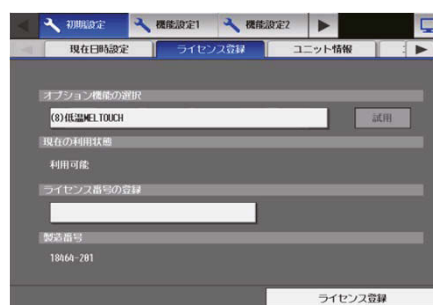 初期設定 機能設定1 機能設定2
現在日時設定 ライセンス登録 ユニット情報
オプション機能の選択
(8)低温MELTOUCH 試用
現在の利用状態
利用可能
ライセンス番号の登録
製造番号
18464-201
ライセンス登録